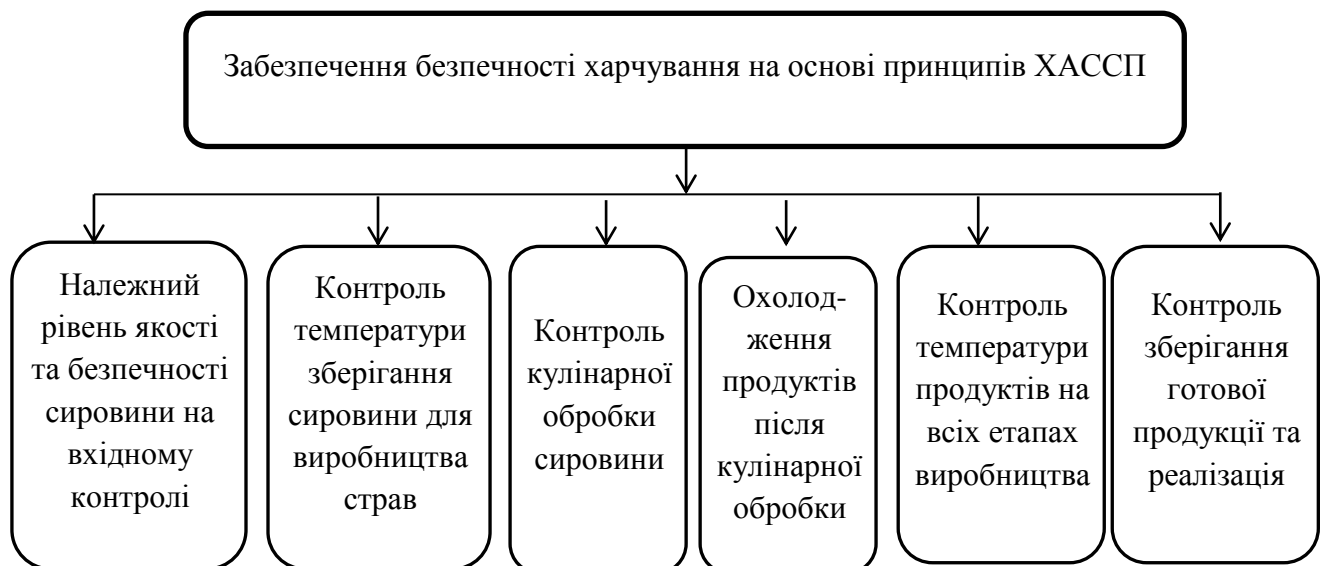 Забезпечення безпечності харчування на основі принципів ХАССП
Належний
рівень якості
та безпечності
сировини на
вхідному
контролі
Контроль
температури
зберігання
сировини для
виробництва
страв
Контроль
кулінарної
обробки
сировини
Охолод-
ження
продуктів
після
кулінарної
обробки
Контроль
температури
продуктів на
всіх етапах
виробництва
Контроль
зберігання
готової
продукції та
реалізація